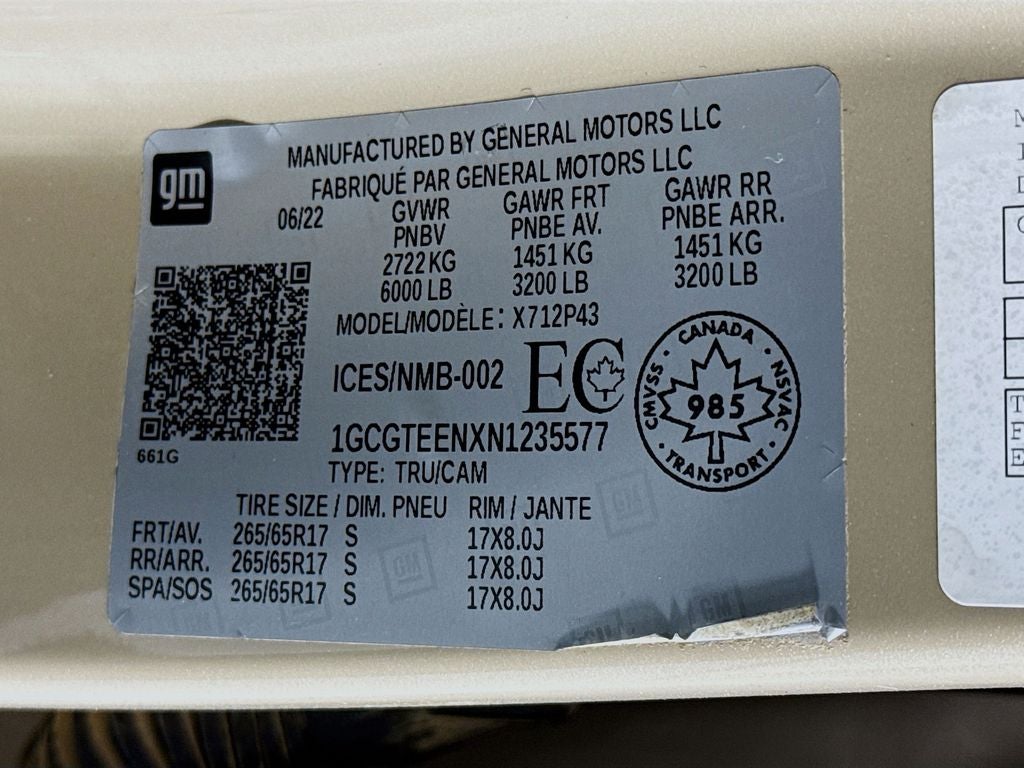 gm
MANUFACTURED BY GENERAL MOTORS LLC
FABRIQUÉ PAR GENERAL MOTORS LLC
06/22 GVWR GAWR FRT GAWR RR
PNBV PNBE AV. PNBE ARR.
2722 KG 1451 KG 1451 KG
6000 LB 3200 LB 3200 LB
MODEL/MODÈLE: X712P43
ICES/NMB-002 EC
CANADA · NSVAC · TRANSPORT · CMVSS ·
985
1GCGTEENXN1235577
661G
TYPE: TRU/CAM
TIRE SIZE / DIM. PNEU RIM / JANTE
FRT/AV. 265/65R17 S 17X8.0J
RR/ARR. 265/65R17 S 17X8.0J
SPA/SOS 265/65R17 S 17X8.0J
GM
GM
GM
GM